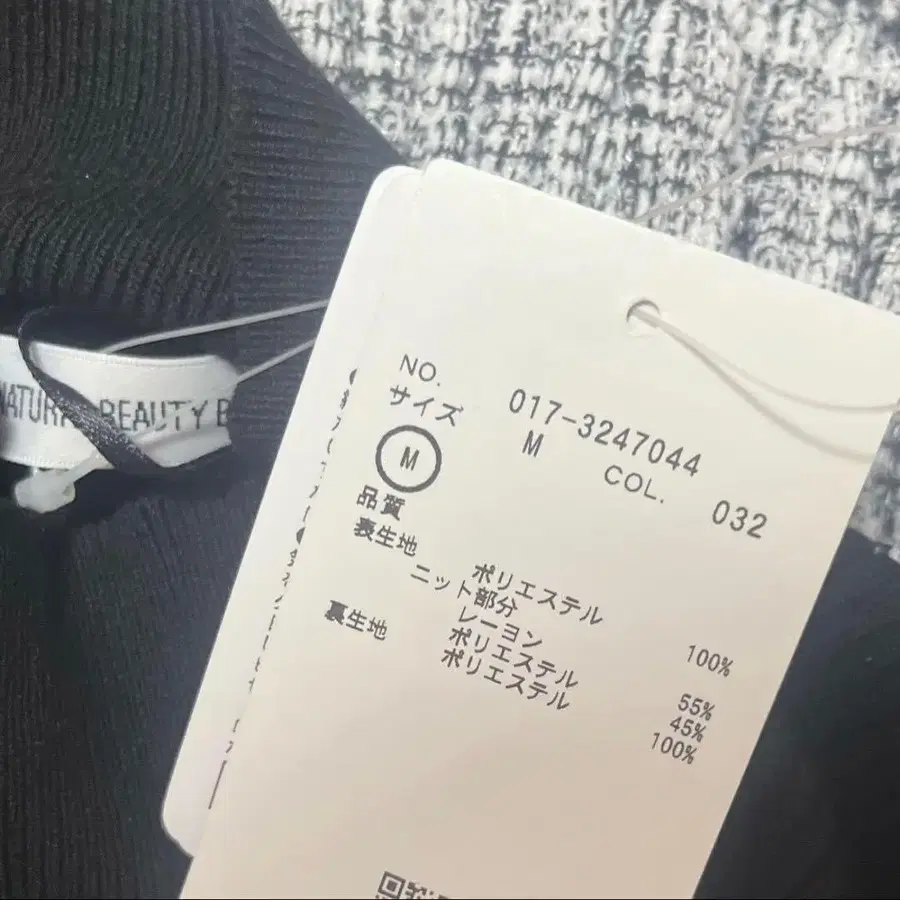 NATURAL BEAUTY B
NO. 017-3247044
サイズ M COL. 032
M
品質
表生地 ポリエステル 100%
ニット部分
レーヨン 55%
ポリエステル 45%
裏生地 ポリエステル 100%